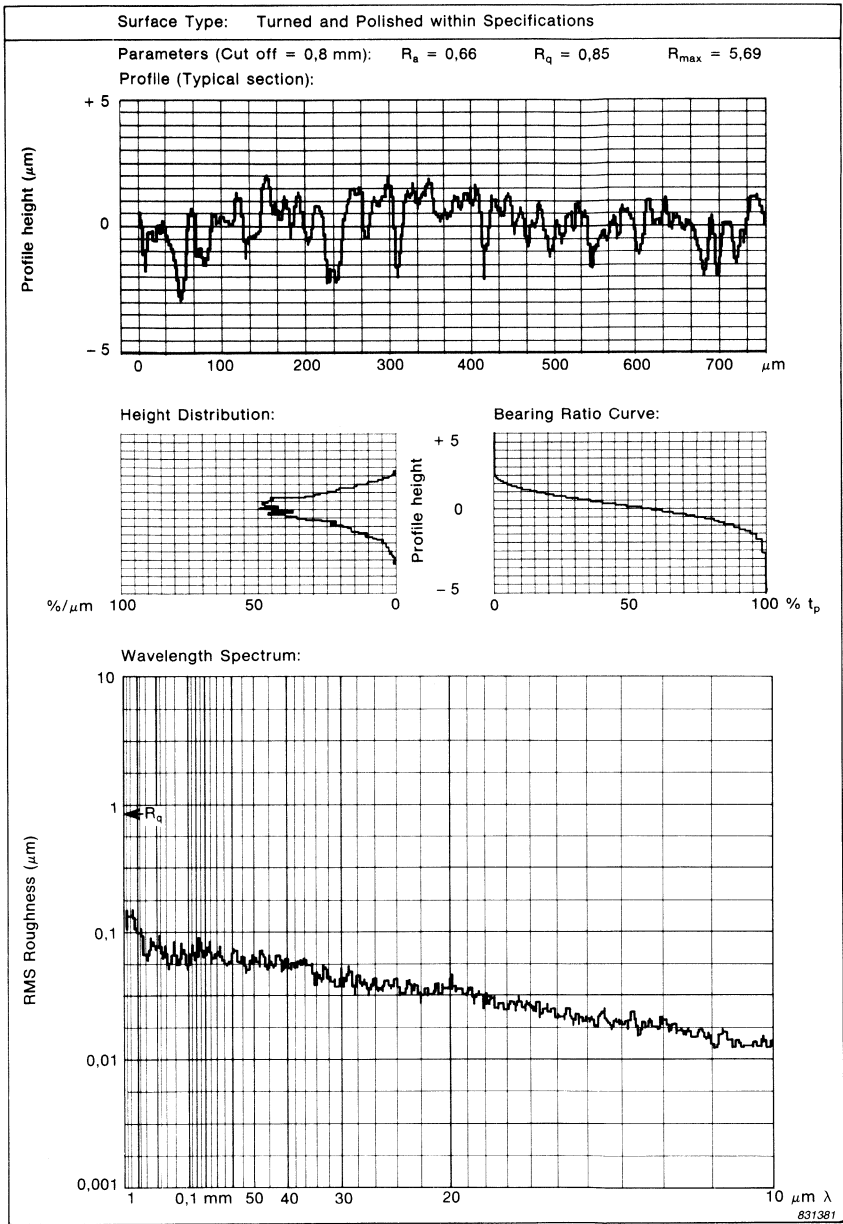 Surface Type: Turned and Polished within Specifications
Parameters (Cut off = 0,8 mm): Ra = 0,66 Rq = 0,85 Rmax = 5,69
Profile (Typical section):
+ 5
0
- 5
Profile height (μm)
0 100 200 300 400 500 600 700 μm
Height Distribution:
%/μm 100 50 0
Bearing Ratio Curve:
+ 5
0
- 5
Profile height
0 50 100 % tp
Wavelength Spectrum:
10
1
0,1
0,01
0,001
Rq
RMS Roughness (μm)
1 0,1 mm 50 40 30 20 10 μm λ
831381